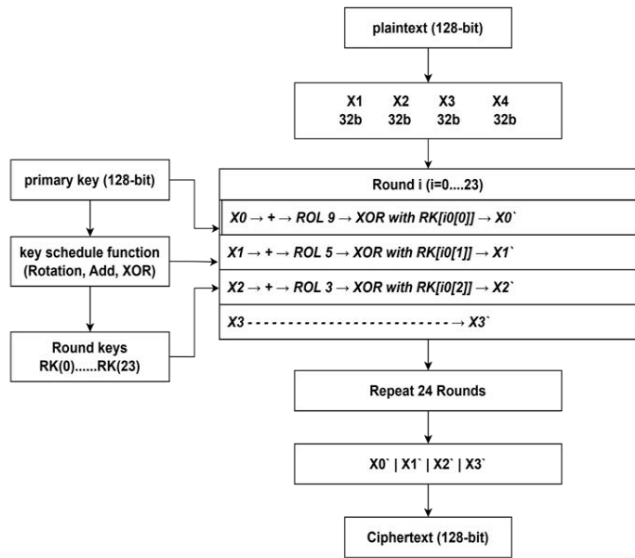 plaintext (128-bit)
X1 X2 X3 X4
32b 32b 32b 32b
primary key (128-bit)
key schedule function
(Rotation, Add, XOR)
Round keys
RK(0)......RK(23)
Round i (i=0....23)
X0 → + → ROL 9 → XOR with RK[i0[0]] → X0`
X1 → + → ROL 5 → XOR with RK[i0[1]] → X1`
X2 → + → ROL 3 → XOR with RK[i0[2]] → X2`
X3 - - - - - - - - - - - - - - - - - - - - - - - - - - → X3`
Repeat 24 Rounds
X0` | X1` | X2` | X3`
Ciphertext (128-bit)